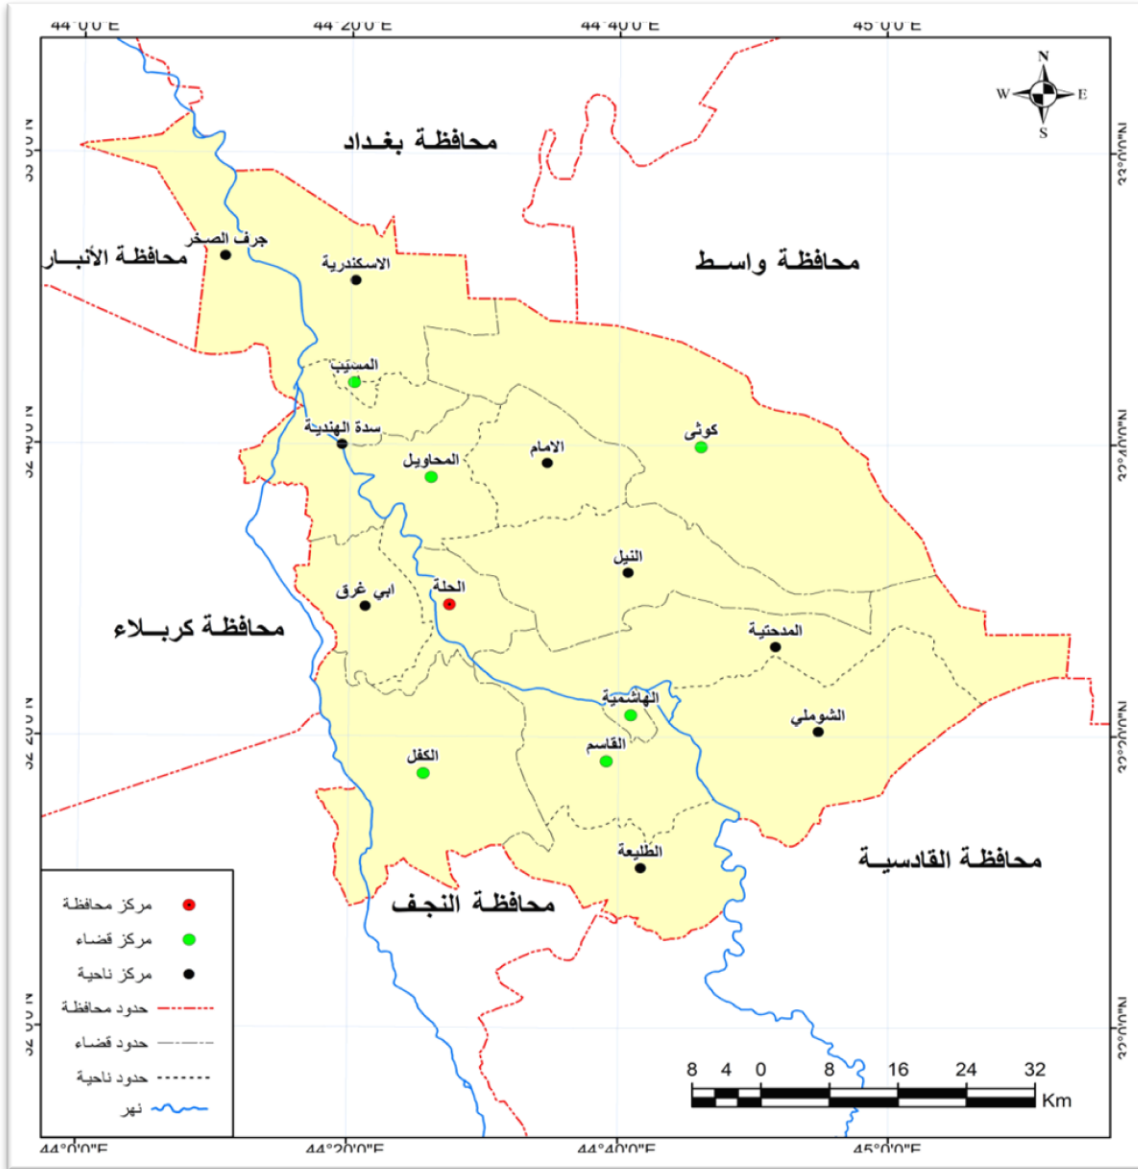 44°0'0"E 44°20'0"E 44°40'0"E 45°0'0"E
N
W E
S
محافظة بغداد
جرف الصخر
محافظة الأنبار
الاسكندرية
محافظة واسط
المسيب
سدة الهندية
كوثى
الامام
المحاويل
النيل
الحلة
ابي غرق
محافظة كربلاء
المدحتية
الهاشمية
الشوملي
القاسم
الكفل
الطليعة
محافظة القادسية
محافظة النجف
مركز محافظة
مركز قضاء
مركز ناحية
حدود محافظة
حدود قضاء
حدود ناحية
نهر
8 4 0 8 16 24 32
Km
44°0'0"E 44°20'0"E 44°40'0"E 45°0'0"E